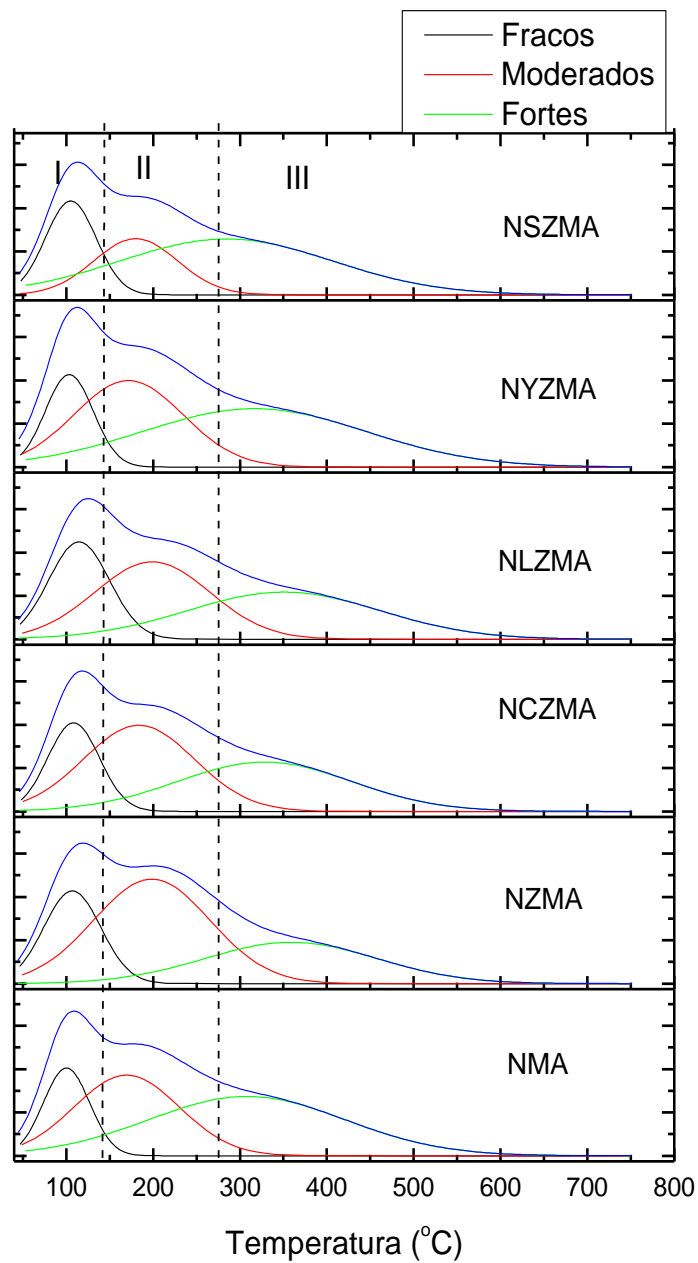 Fracos
Moderados
Fortes
I
II
III
NSZMA
NYZMA
NLZMA
NCZMA
NZMA
NMA
100 200 300 400 500 600 700 800
Temperatura (°C)